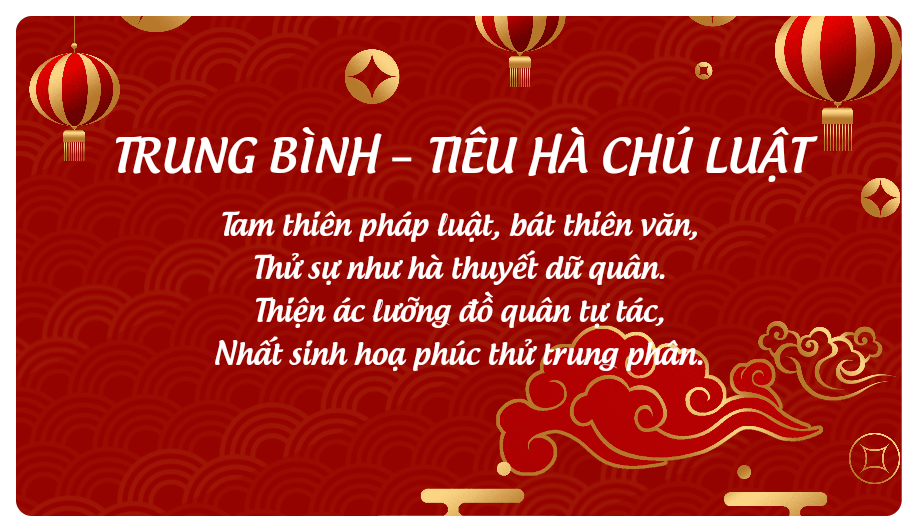 TRUNG BÌNH – TIÊU HÀ CHÚ LUẬT
Tam thiên pháp luật, bát thiên văn,
Thử sự như hà thuyết dữ quân.
Thiện ác lưỡng đồ quân tự tác,
Nhất sinh hoạ phúc thử trung phân.